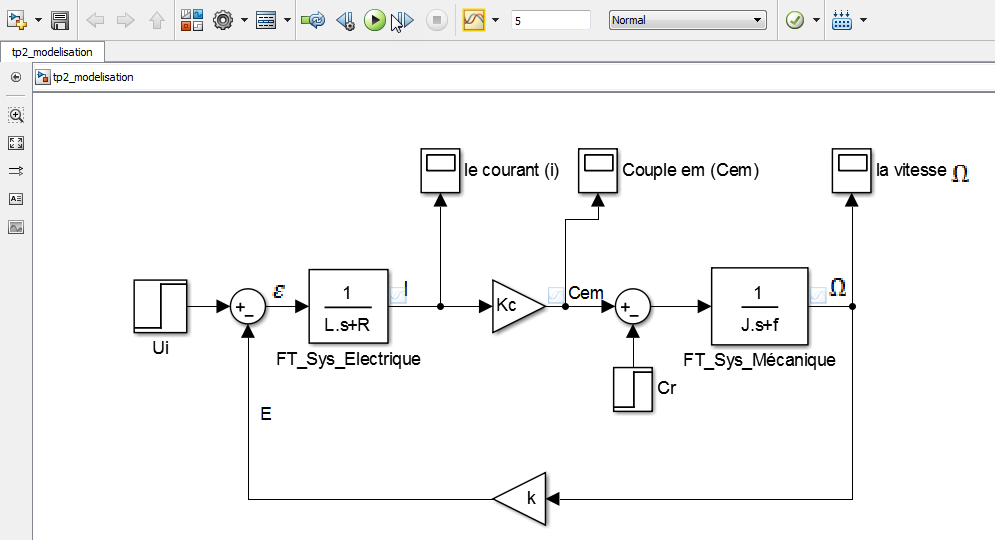 5
Normal
tp2_modelisation
tp2_modelisation
le courant (i)
Couple em (Cem)
la vitesse Ω
+
−
ε
1
L.s+R
I
Kc
Cem
+
−
1
J.s+f
Ω
Ui
FT_Sys_Electrique
FT_Sys_Mécanique
Cr
E
k